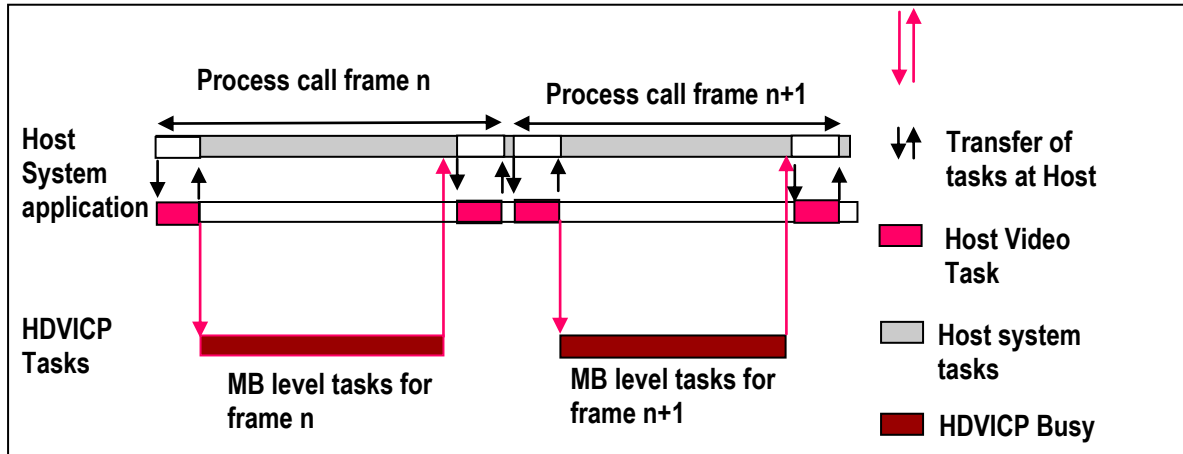 Process call frame n
Process call frame n+1
Host
System
application
Transfer of
tasks at Host
Host Video
Task
HDVICP
Tasks
Host system
tasks
MB level tasks for
frame n
MB level tasks for
frame n+1
HDVICP Busy